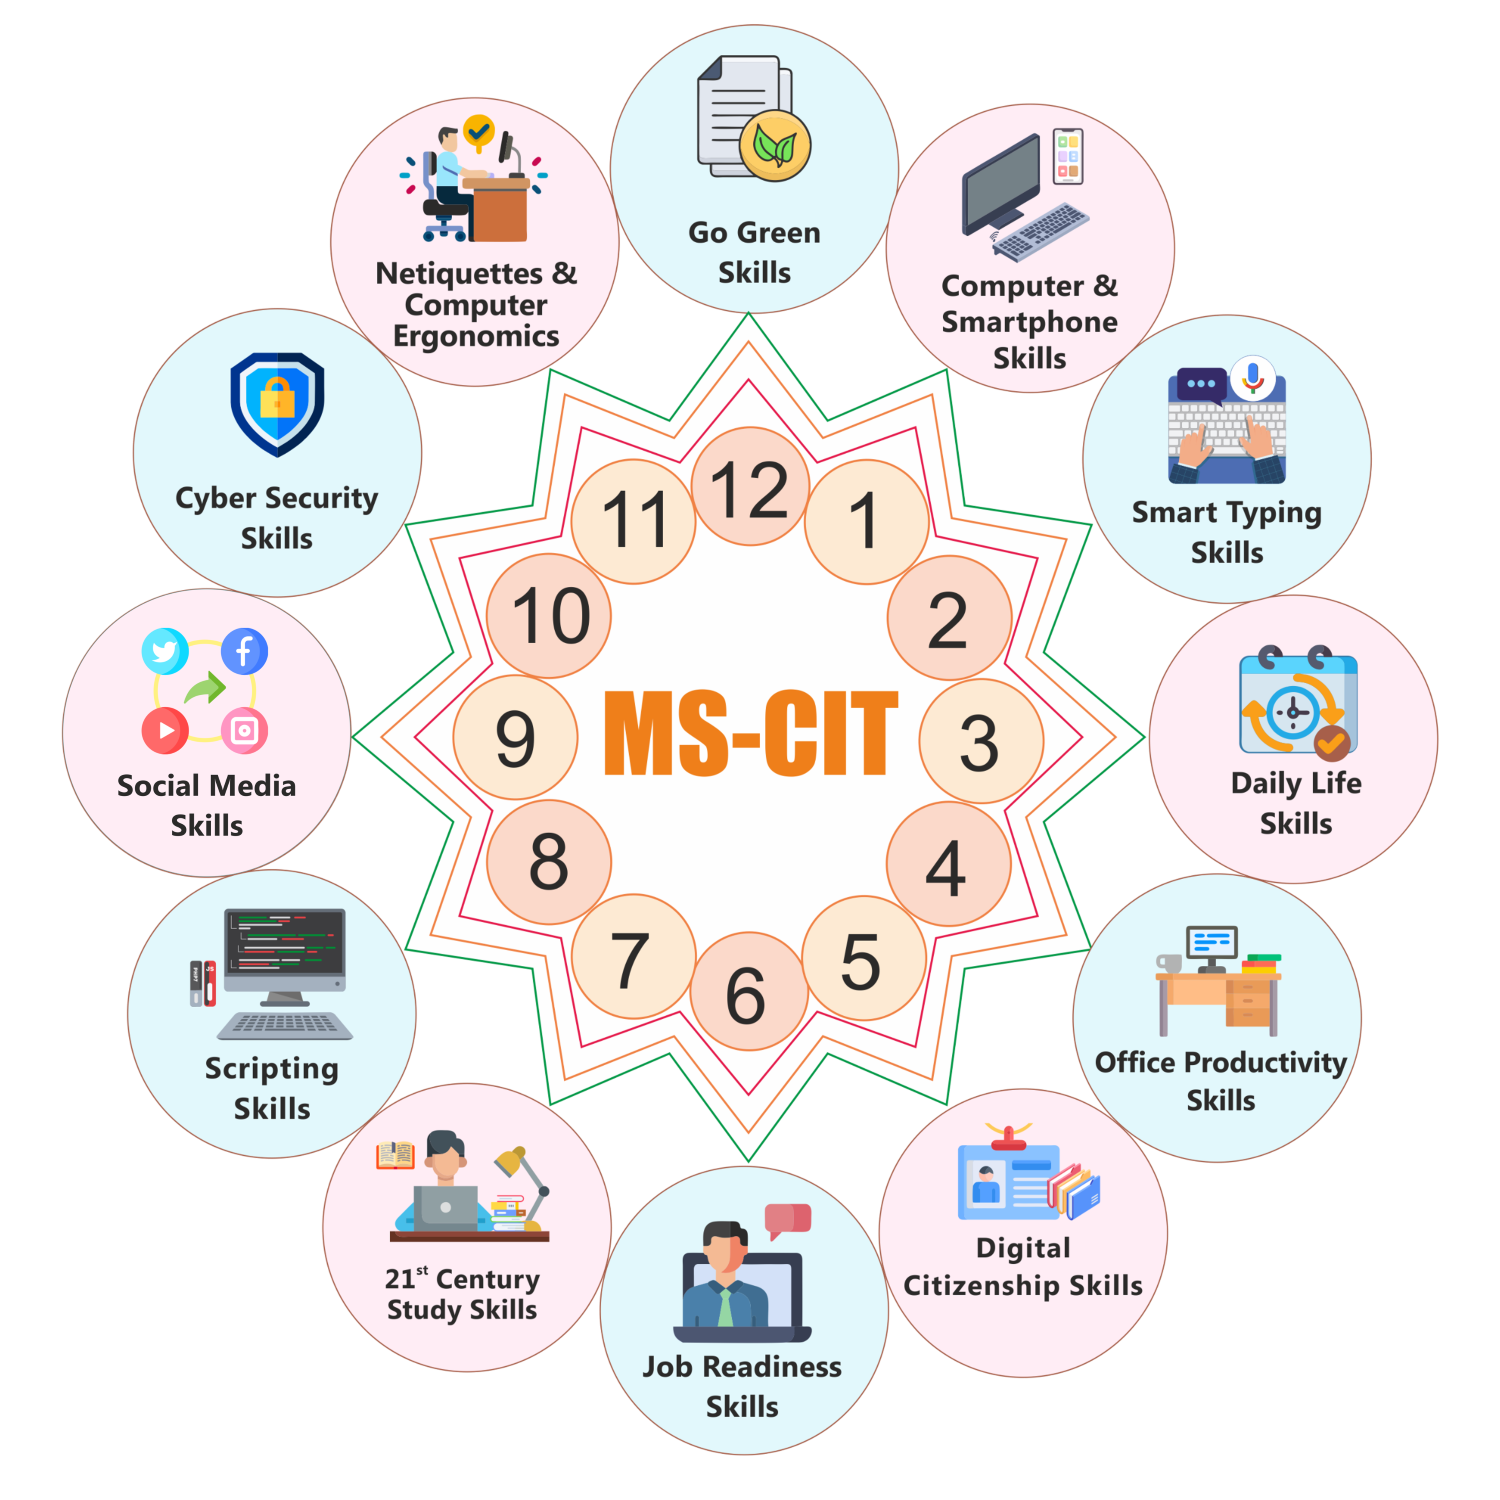 Go Green
Skills
Computer &
Smartphone
Skills
Smart Typing
Skills
Daily Life
Skills
Office Productivity
Skills
Digital
Citizenship Skills
Job Readiness
Skills
21st Century
Study Skills
Scripting
Skills
Social Media
Skills
Cyber Security
Skills
Netiquettes &
Computer
Ergonomics
12
1
2
3
4
5
6
7
8
9
10
11
MS-CIT